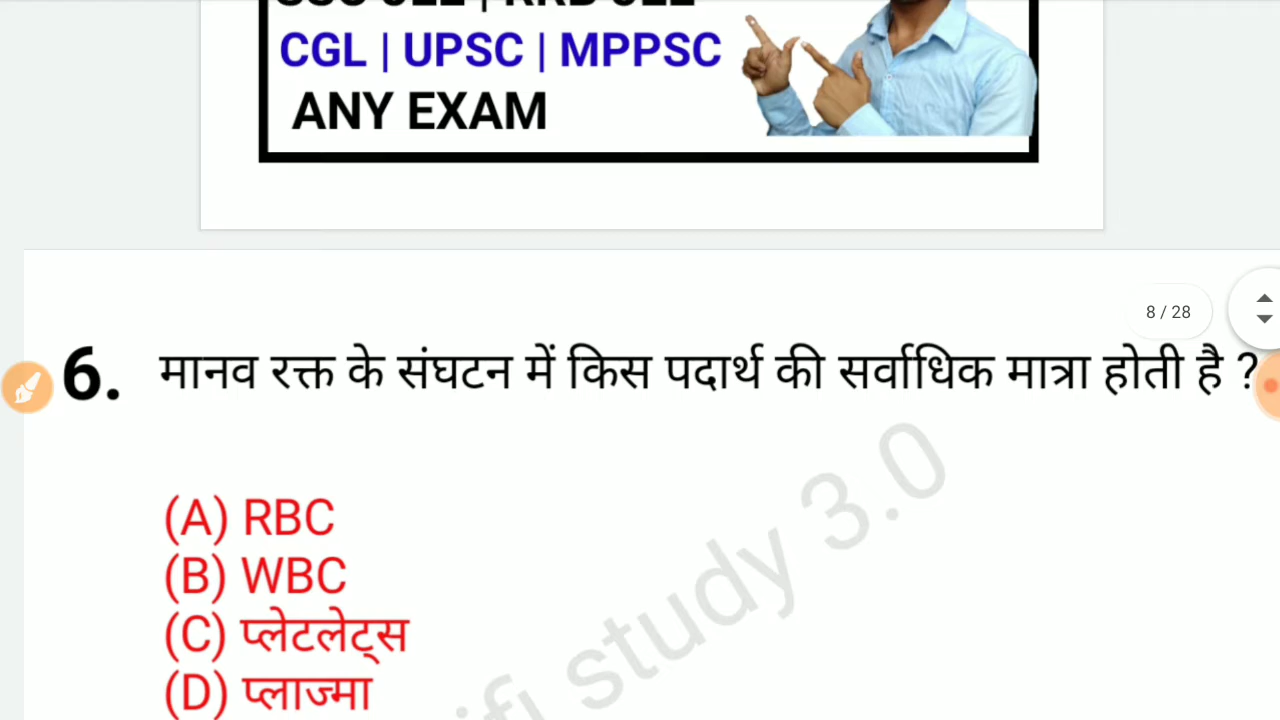 CGL | UPSC | MPPSC
ANY EXAM
8 / 28
6. मानव रक्त के संघटन में किस पदार्थ की सर्वाधिक मात्रा होती है ?
(A) RBC
(B) WBC
(C) प्लेटलेट्स
(D) प्लाज्मा
study 3.0